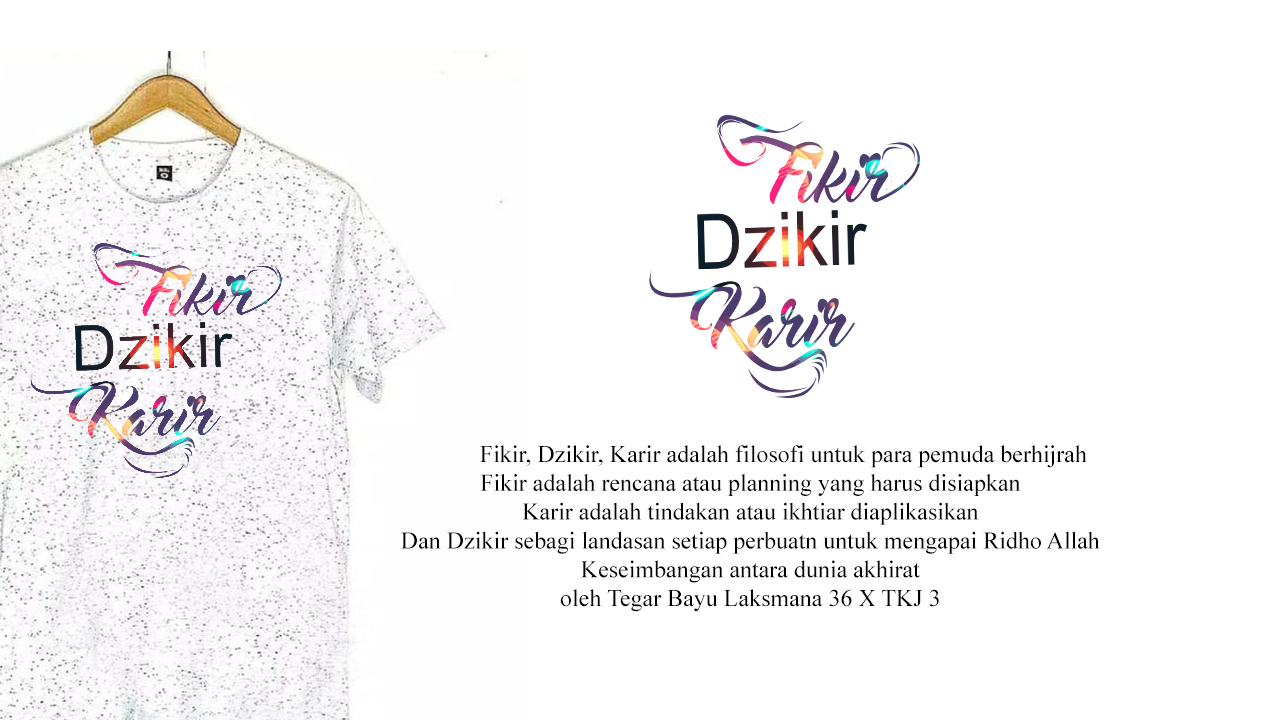 Fikir
Dzikir
Karir
Fikir
Dzikir
Karir
Fikir, Dzikir, Karir adalah filosofi untuk para pemuda berhijrah
Fikir adalah rencana atau planning yang harus disiapkan
Karir adalah tindakan atau ikhtiar diaplikasikan
Dan Dzikir sebagi landasan setiap perbuatn untuk mengapai Ridho Allah
Keseimbangan antara dunia akhirat
oleh Tegar Bayu Laksmana 36 X TKJ 3